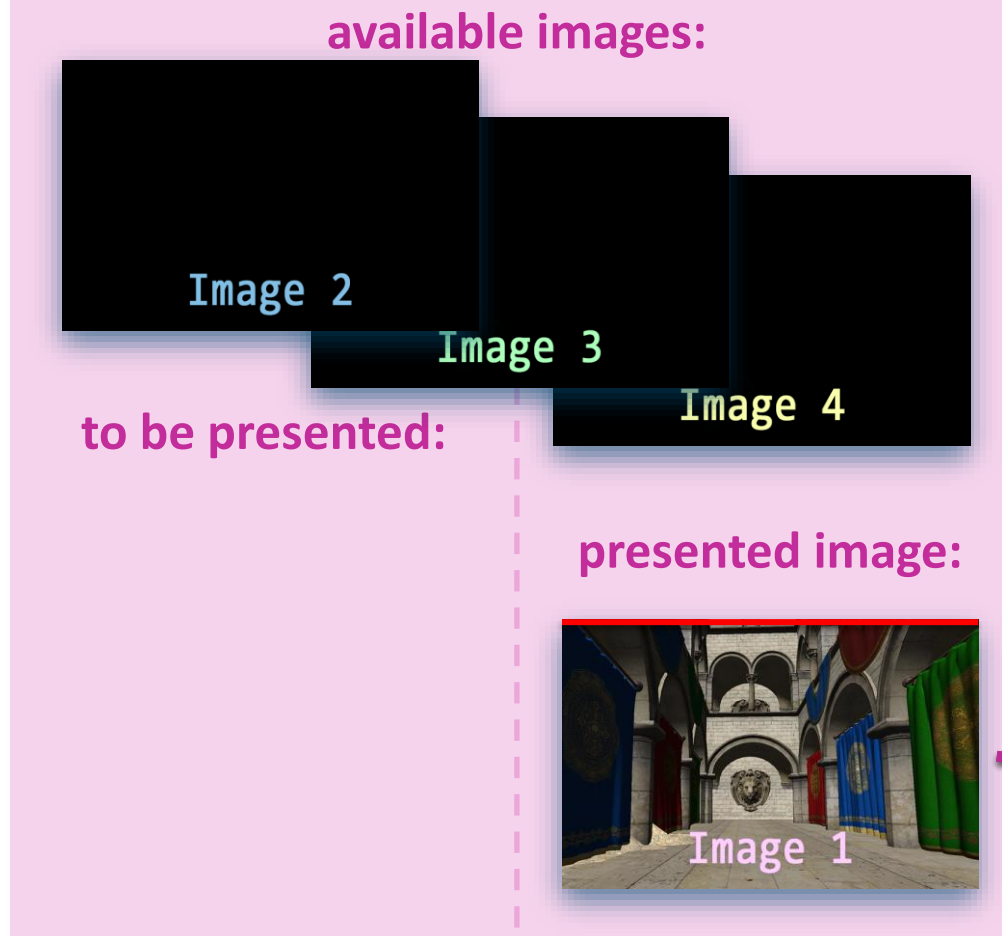 available images:
Image 2
Image 3
Image 4
to be presented:
presented image:
Image 1